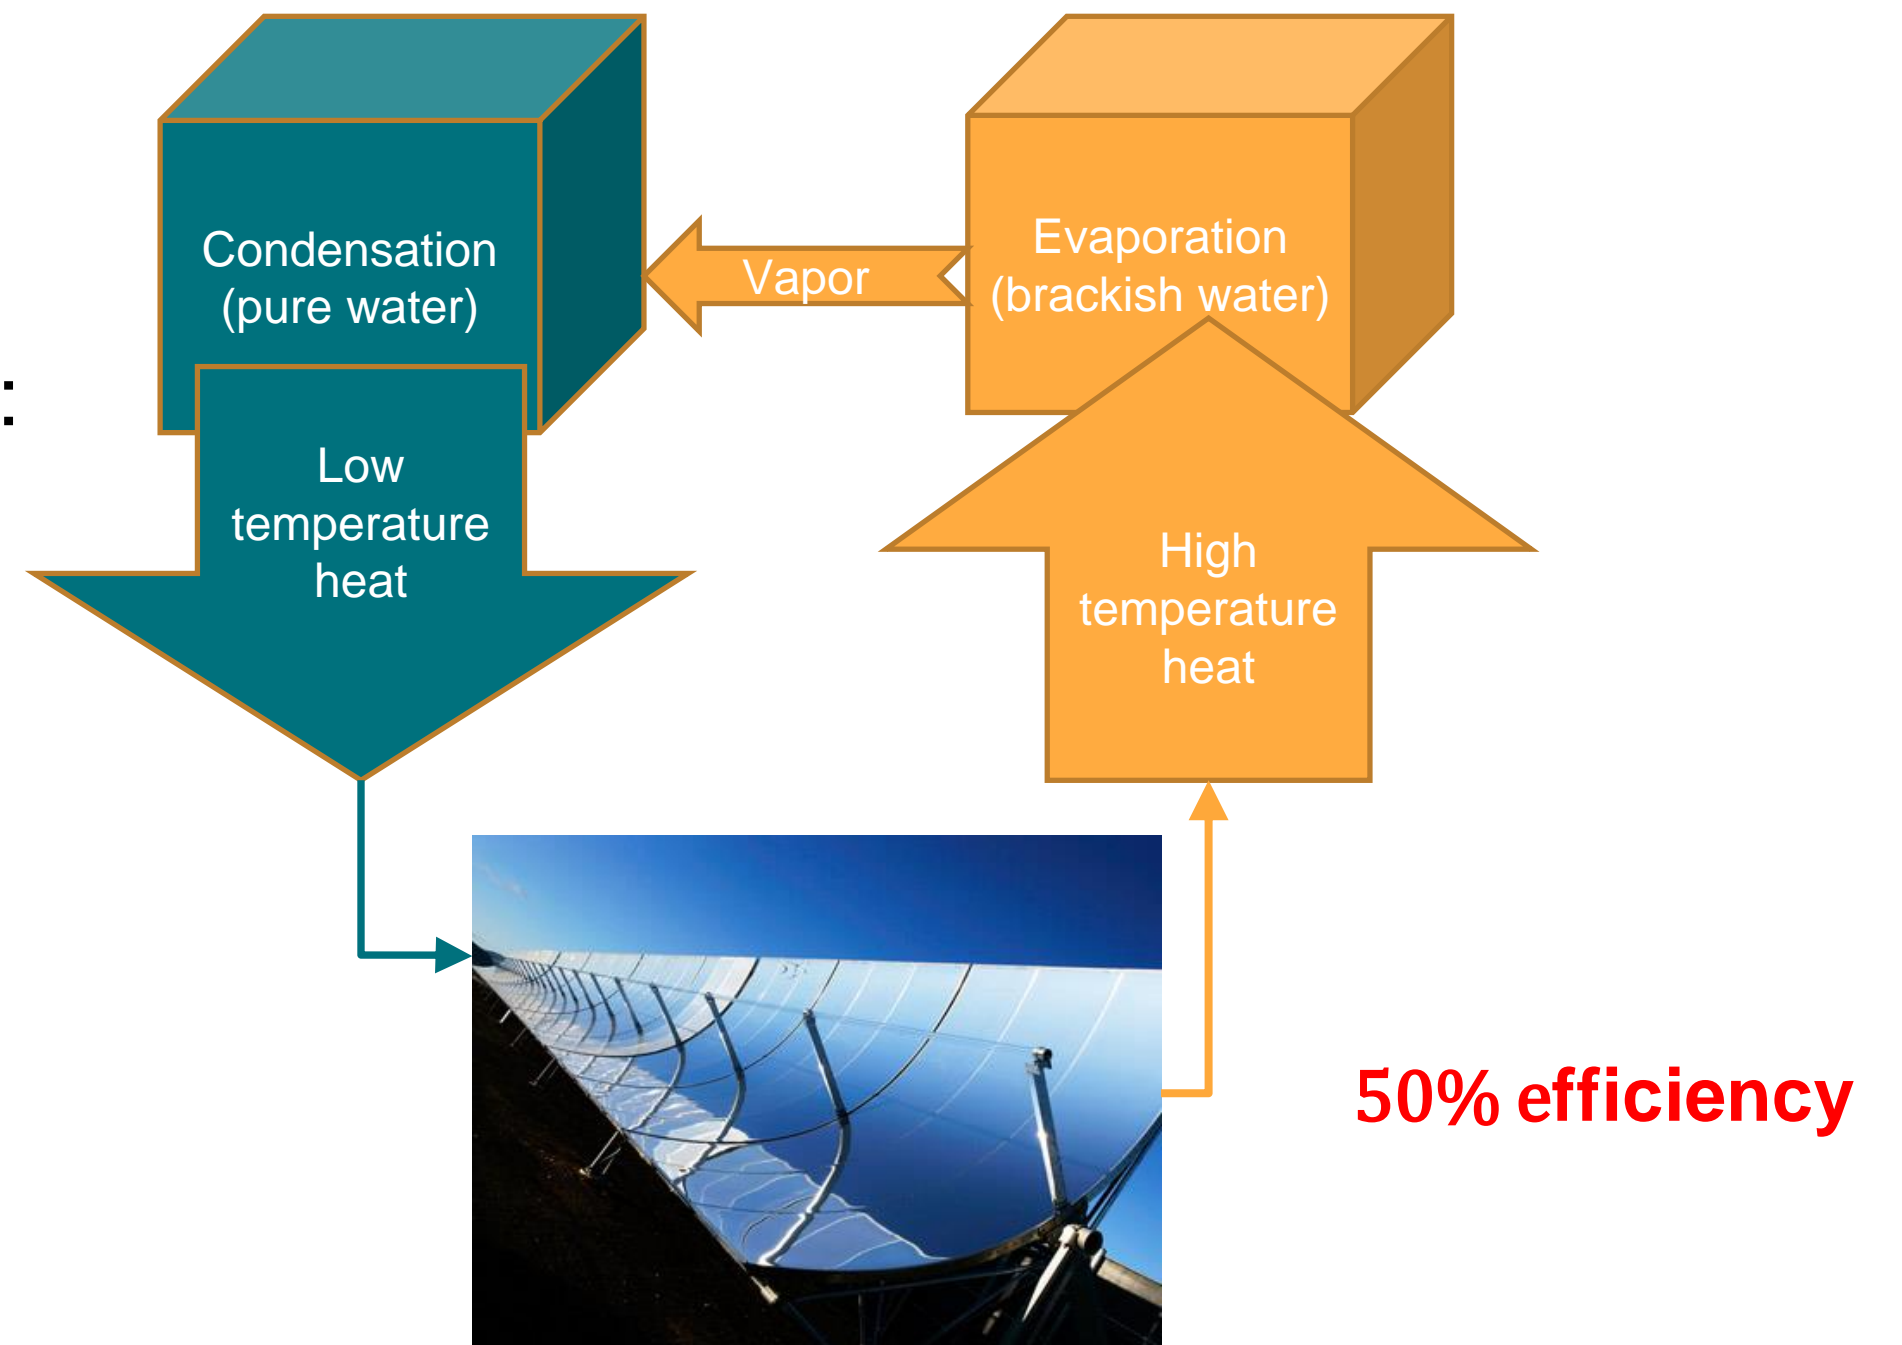 Condensation
(pure water)
Vapor
Evaporation
(brackish water)
:
Low
temperature
heat
High
temperature
heat
50% efficiency